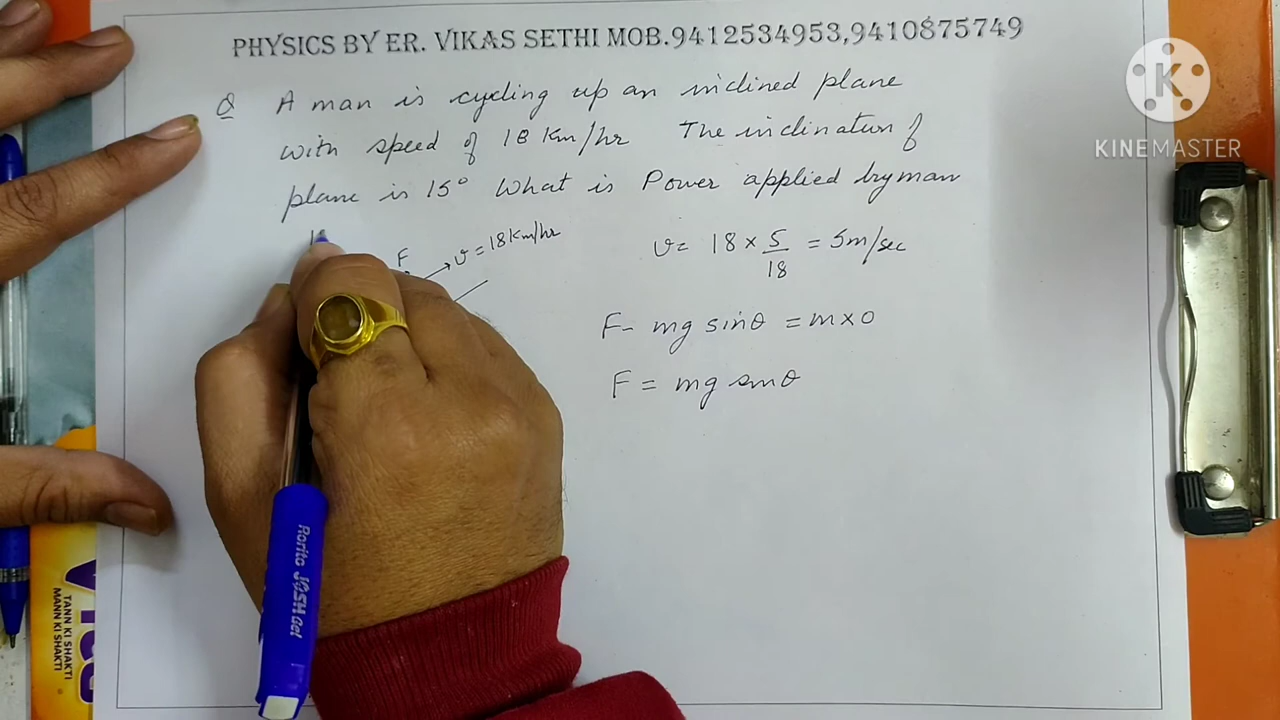 PHYSICS BY ER. VIKAS SETHI MOB.9412534953,9410875749
K
KINEMASTER
Q A man is cycling up an inclined plane
with speed of 18 Km/hr The inclination of
plane is 15° What is Power applied by man
F
v = 18 Km/hr
v = 18 × 5/18 = 5 m/sec
F - mg sinθ = m × 0
F = mg sinθ
Rorito JOSH Gel
TANN KI SHAKTI
MANN KI SHAKTI